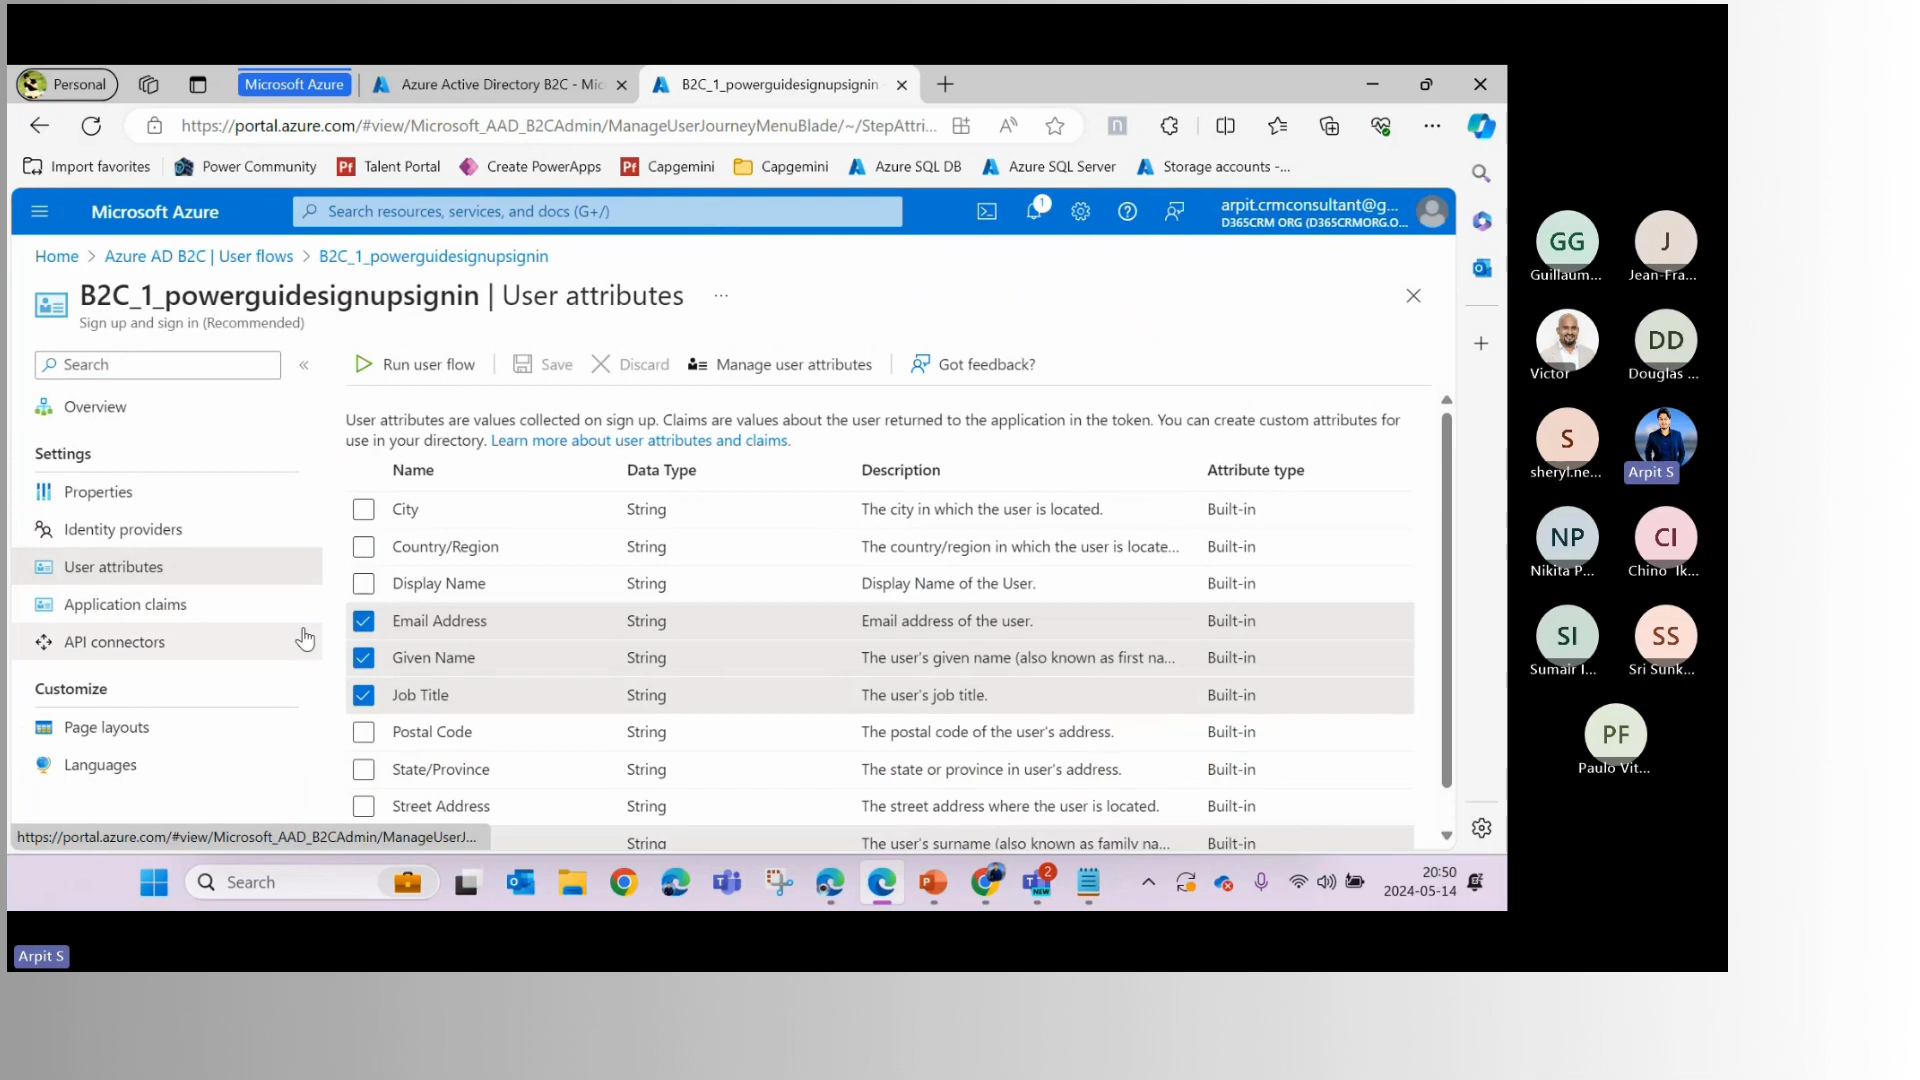 Personal
Microsoft Azure
Azure Active Directory B2C - Mic
B2C_1_powerguidesignupsignin
https://portal.azure.com/#view/Microsoft_AAD_B2CAdmin/ManageUserJourneyMenuBlade/~/StepAttri...
Import favorites
Power Community
Talent Portal
Create PowerApps
Capgemini
Capgemini
Azure SQL DB
Azure SQL Server
Storage accounts -...
Microsoft Azure
Search resources, services, and docs (G+/)
1
arpit.crmconsultant@g...
D365CRM ORG (D365CRMORG.O...
Home > Azure AD B2C | User flows > B2C_1_powerguidesignupsignin
B2C_1_powerguidesignupsignin | User attributes ...
Sign up and sign in (Recommended)
Search
Run user flow
Save
Discard
Manage user attributes
Got feedback?
Overview
Settings
Properties
Identity providers
User attributes
Application claims
API connectors
Customize
Page layouts
Languages
User attributes are values collected on sign up. Claims are values about the user returned to the application in the token. You can create custom attributes for
use in your directory. Learn more about user attributes and claims.
Name Data Type Description Attribute type
City String The city in which the user is located. Built-in
Country/Region String The country/region in which the user is locate... Built-in
Display Name String Display Name of the User. Built-in
Email Address String Email address of the user. Built-in
Given Name String The user's given name (also known as first na... Built-in
Job Title String The user's job title. Built-in
Postal Code String The postal code of the user's address. Built-in
State/Province String The state or province in user's address. Built-in
Street Address String The street address where the user is located. Built-in
String The user's surname (also known as family na... Built-in
https://portal.azure.com/#view/Microsoft_AAD_B2CAdmin/ManageUserJ...
Search
2
NEW
20:50
2024-05-14
GG
Guillaum...
J
Jean-Fra...
Victor
DD
Douglas ...
S
sheryl.ne...
Arpit S
NP
Nikita P...
CI
Chino Ik...
SI
Sumair I...
SS
Sri Sunk...
PF
Paulo Vit...
Arpit S